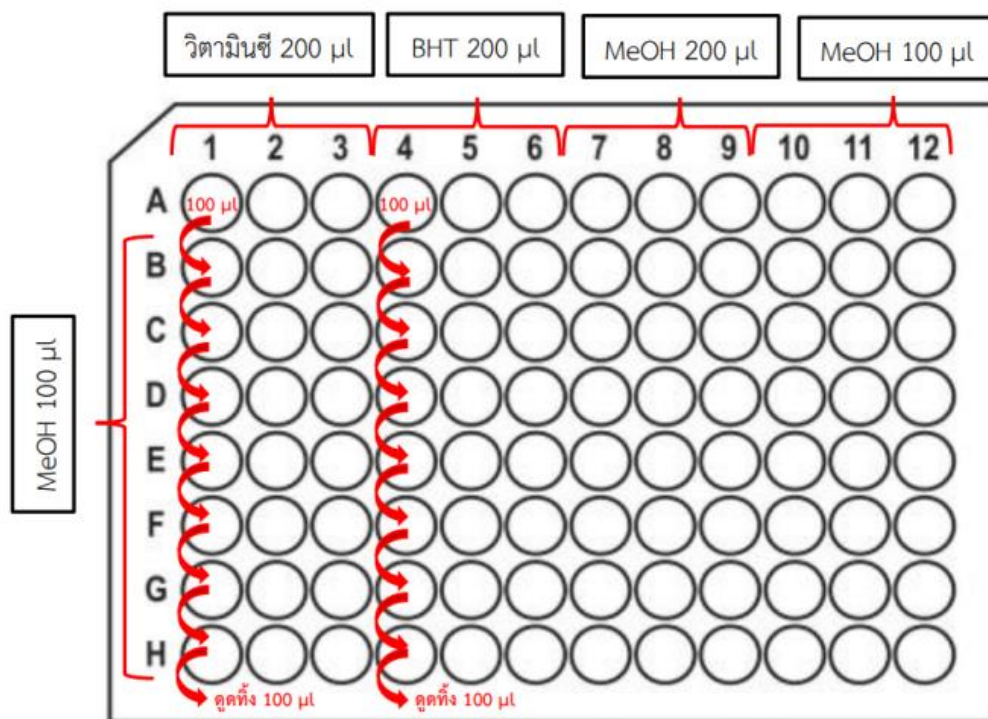 วิตามินซี 200 µl
BHT 200 µl
MeOH 200 µl
MeOH 100 µl
1 2 3 4 5 6 7 8 9 10 11 12
A
100 µl
100 µl
B
C
D
E
F
G
H
MeOH 100 µl
ดูดทิ้ง 100 µl
ดูดทิ้ง 100 µl